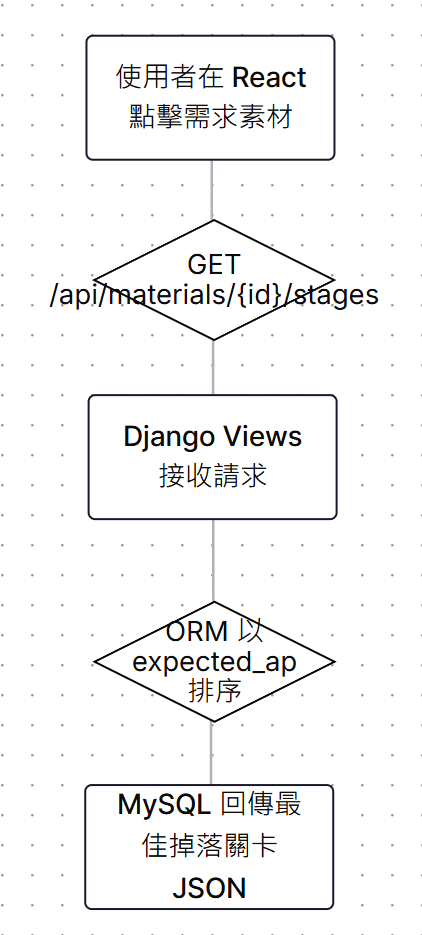 使用者在 React
點擊需求素材
GET
/api/materials/{id}/stages
Django Views
接收請求
ORM 以
expected_ap
排序
MySQL 回傳最
佳掉落關卡
JSON